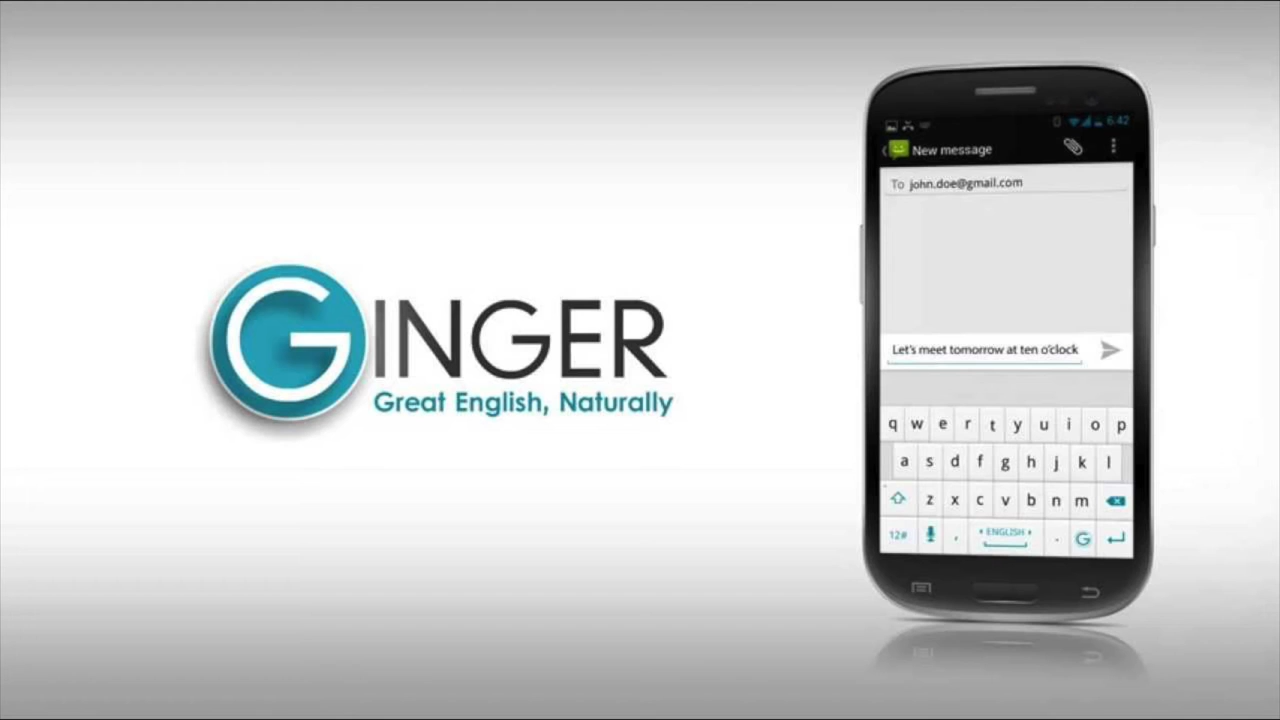 GINGER
Great English, Naturally
6:42
New message
To john.doe@gmail.com
Let's meet tomorrow at ten o'clock
q w e r t y u i o p
a s d f g h j k l
z x c v b n m
12# , ENGLISH . G